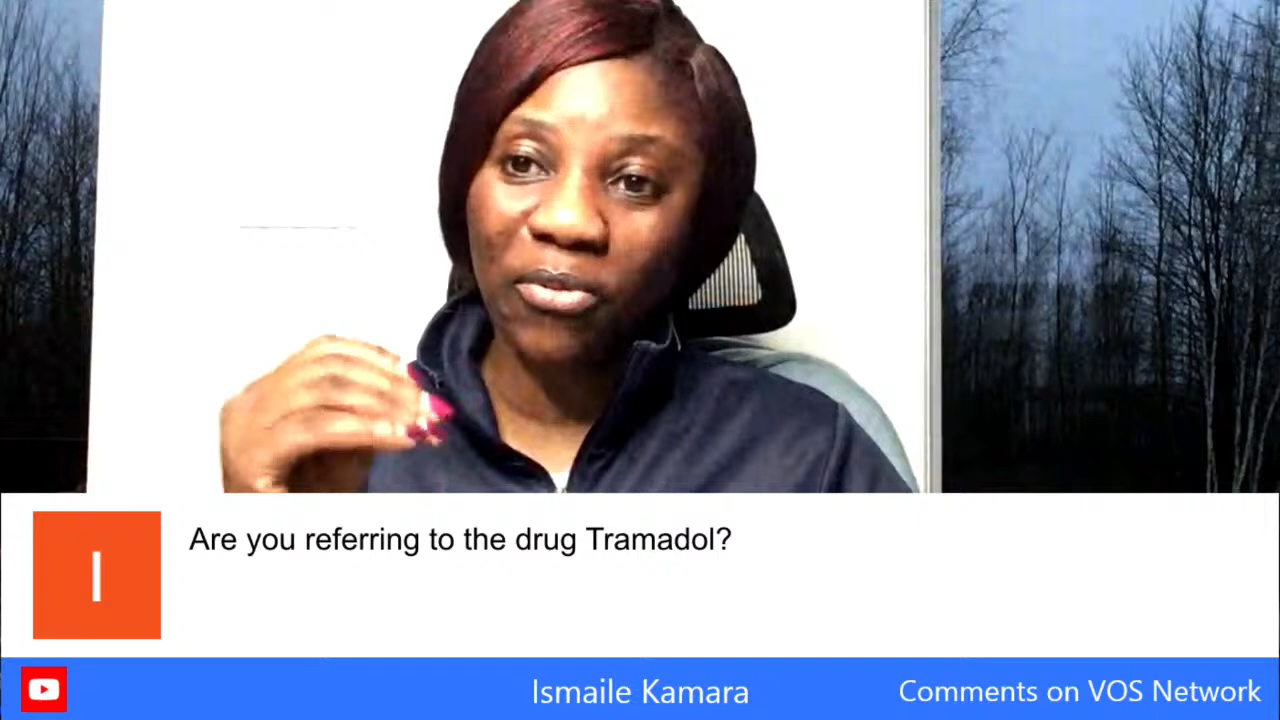 Are you referring to the drug Tramadol?
I
Ismaile Kamara
Comments on VOS Network